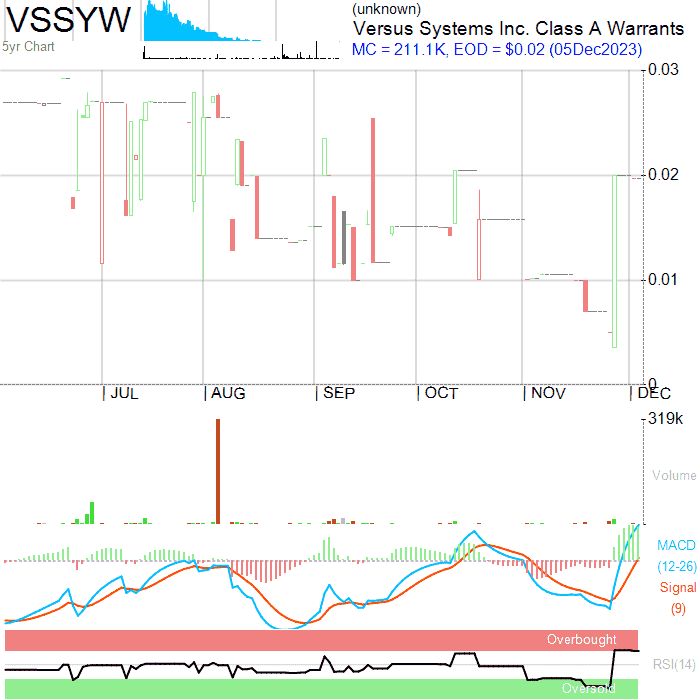 VSSYW
(unknown)
Versus Systems Inc. Class A Warrants
5yr Chart
MC = 211.1K, EOD = $0.02 (05Dec2023)
0.03
0.02
0.01
0
JUL AUG SEP OCT NOV DEC
319k
Volume
MACD
(12-26)
Signal
(9)
Overbought
RSI(14)
Oversold